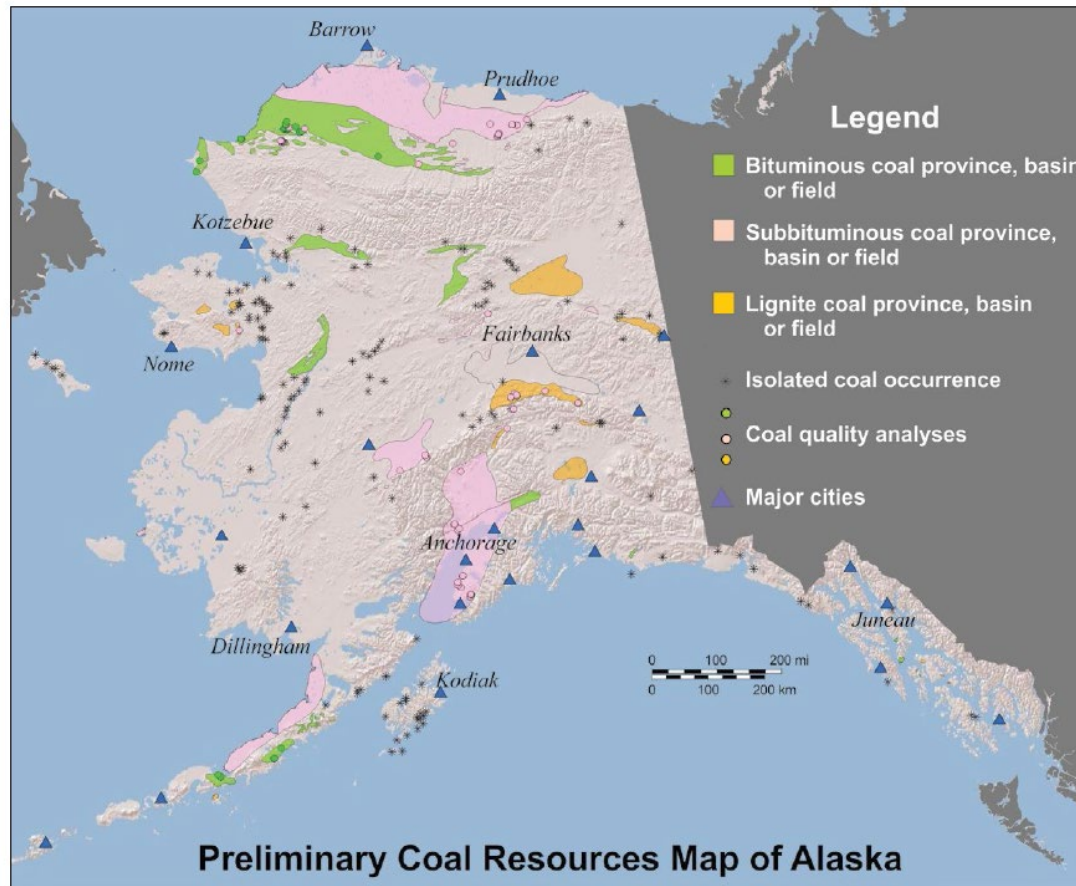 Barrow
Prudhoe
Legend
Bituminous coal province, basin
or field
Kotzebue
Subbituminous coal province,
basin or field
Lignite coal province, basin
or field
Fairbanks
Nome
Isolated coal occurrence
Coal quality analyses
Major cities
Anchorage
Juneau
Dillingham
0 100 200 mi
0 100 200 km
Kodiak
Preliminary Coal Resources Map of Alaska